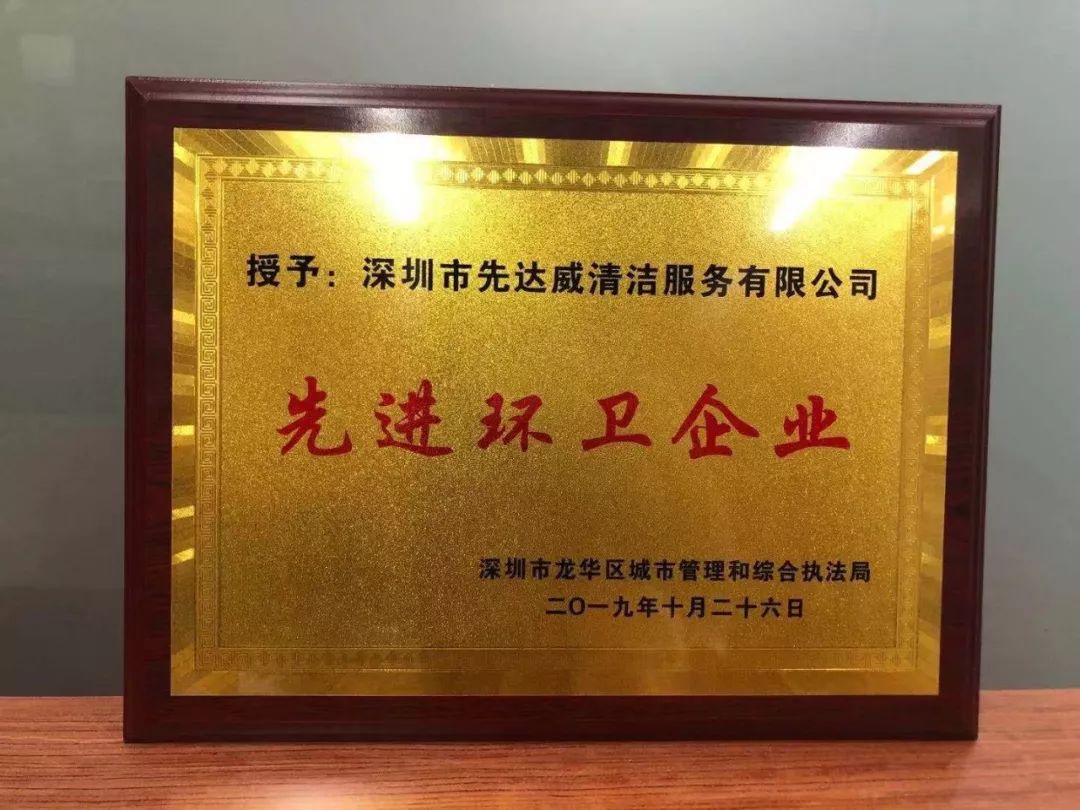 授予：深圳市先达威清洁服务有限公司
先进环卫企业
深圳市龙华区城市管理和综合执法局
二〇一九年十月二十六日